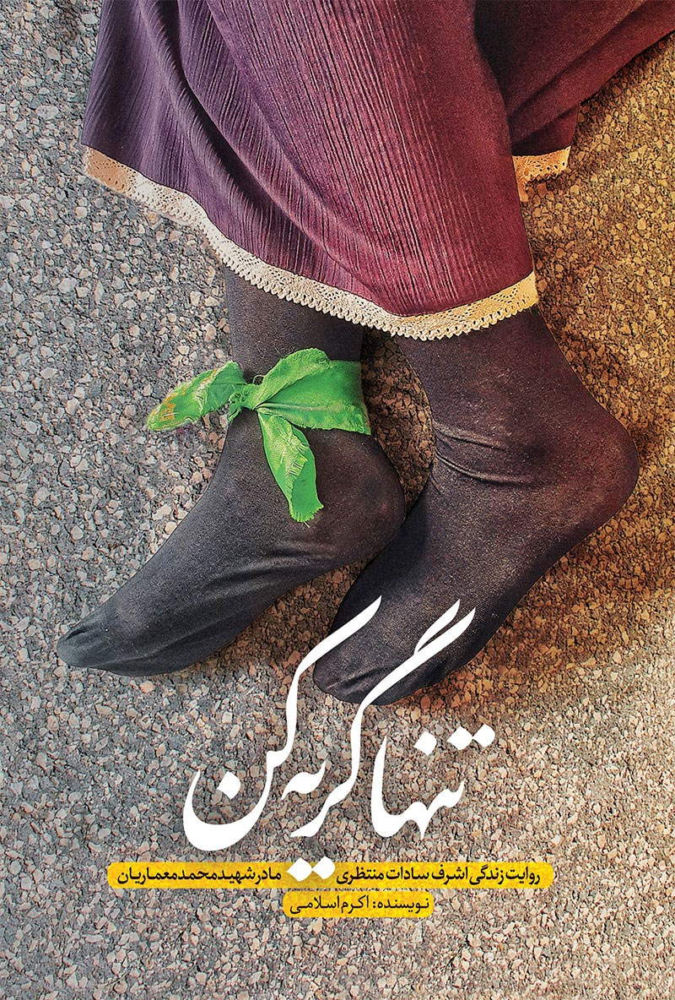 تنها گریه کن
روایت زندگی اشرف سادات منتظری مادر شهید محمد معماریان
نویسنده: اکرم اسلامی